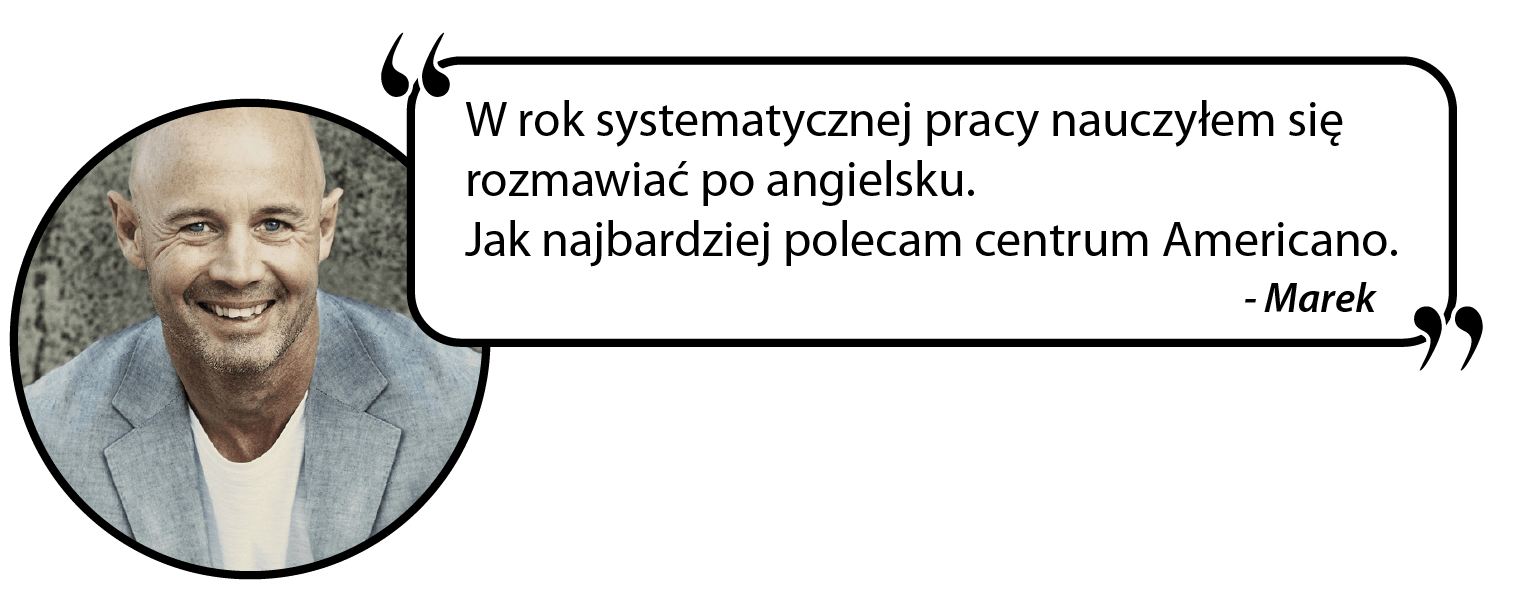 W rok systematycznej pracy nauczyłem się
rozmawiać po angielsku.
Jak najbardziej polecam centrum Americano.
- Marek